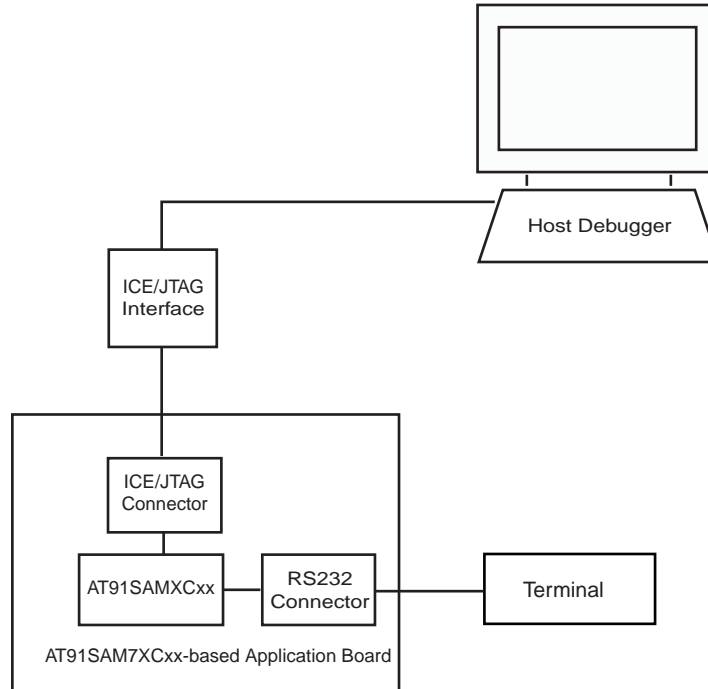 Host Debugger
ICE/JTAG
Interface
ICE/JTAG
Connector
AT91SAMXCxx
RS232
Connector
Terminal
AT91SAM7XCxx-based Application Board